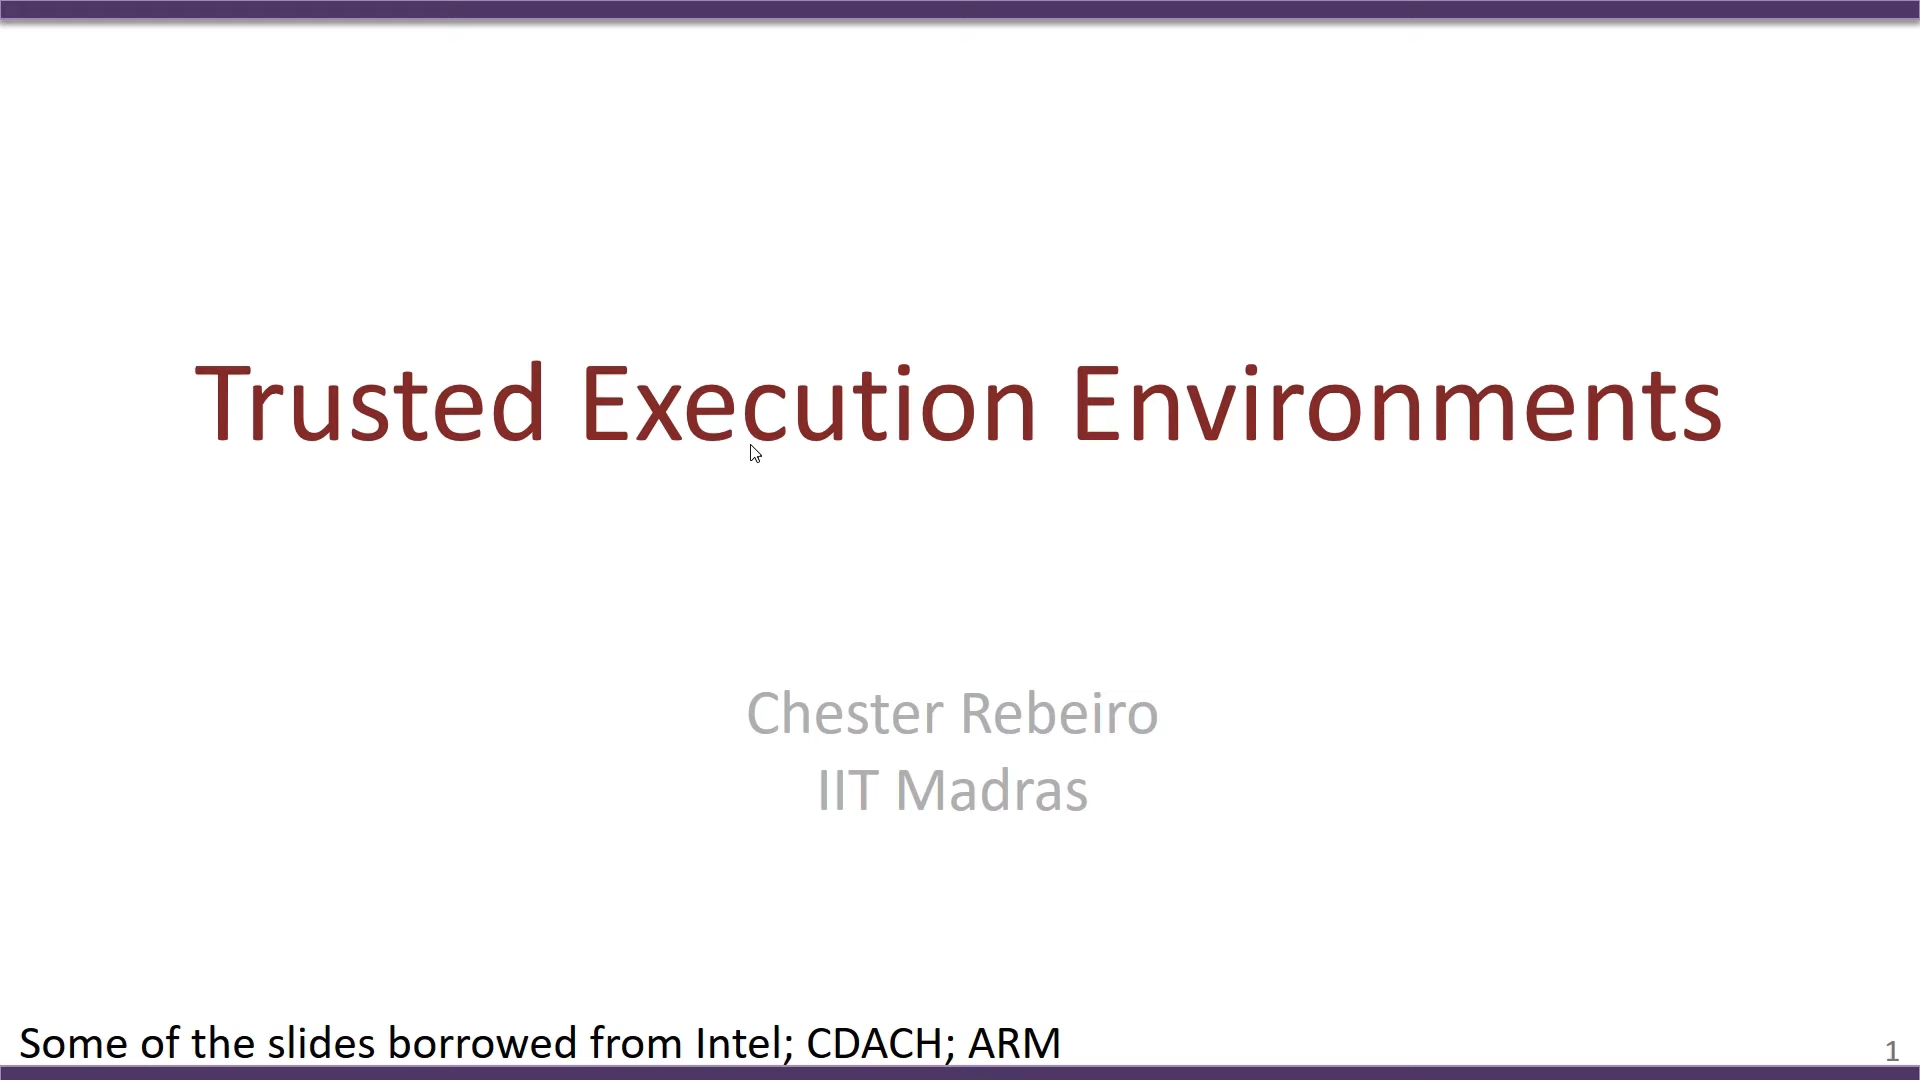 Trusted Execution Environments
Chester Rebeiro
IIT Madras
Some of the slides borrowed from Intel; CDACH; ARM
1